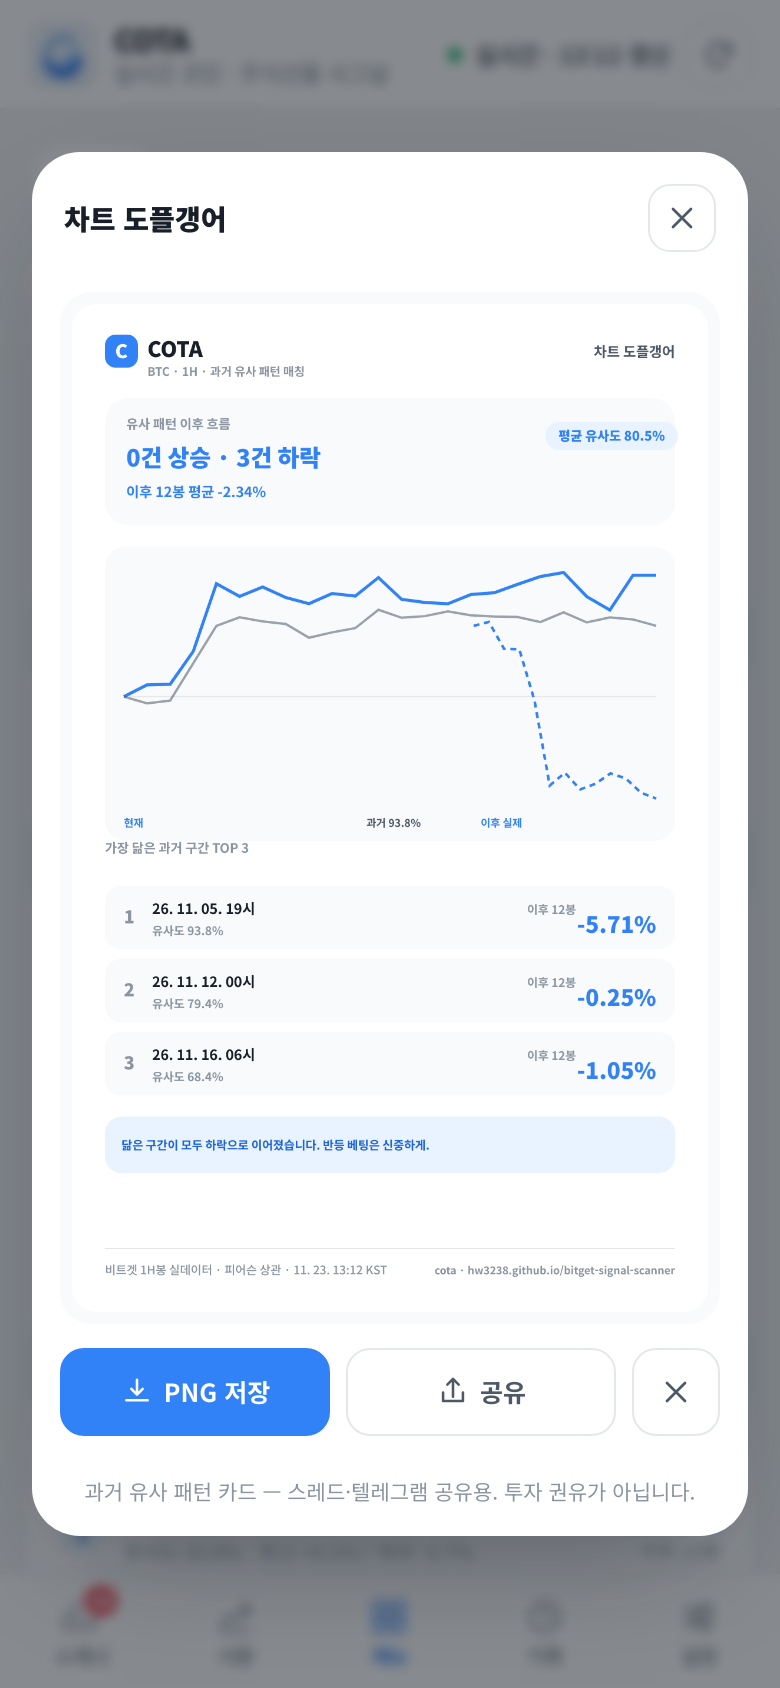 COTA
차트 도플갱어
C COTA
BTC · 1H · 과거 유사 패턴 매칭
차트 도플갱어
유사 패턴 이후 흐름
평균 유사도 80.5%
0건 상승 · 3건 하락
이후 12봉 평균 -2.34%
현재
과거 93.8%
이후 실제
가장 닮은 과거 구간 TOP 3
1
26. 11. 05. 19시
유사도 93.8%
이후 12봉
-5.71%
2
26. 11. 12. 00시
유사도 79.4%
이후 12봉
-0.25%
3
26. 11. 16. 06시
유사도 68.4%
이후 12봉
-1.05%
닮은 구간이 모두 하락으로 이어졌습니다. 반등 베팅은 신중하게.
비트겟 1H봉 실데이터 · 피어슨 상관 · 11. 23. 13:12 KST
cota · hw3238.github.io/bitget-signal-scanner
PNG 저장
공유
과거 유사 패턴 카드 — 스레드·텔레그램 공유용. 투자 권유가 아닙니다.